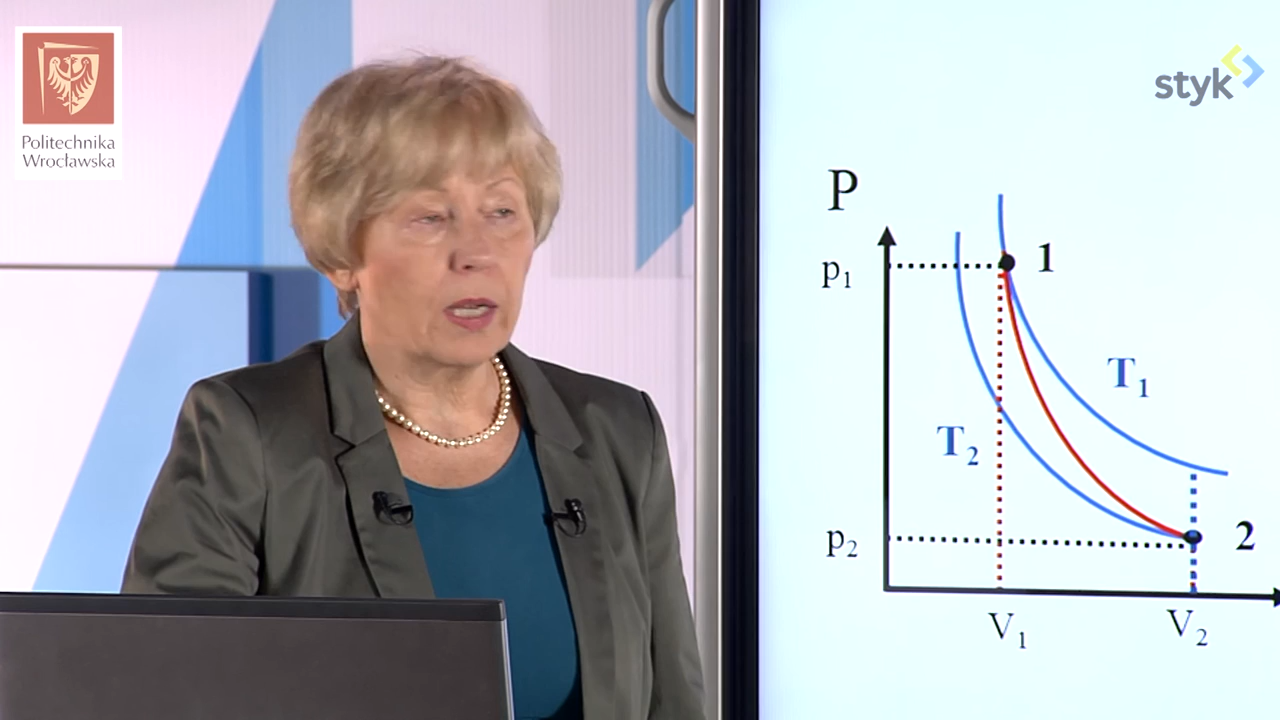 Politechnika
Wrocławska
styk
P
p₁
1
T₁
T₂
p₂
2
V₁
V₂